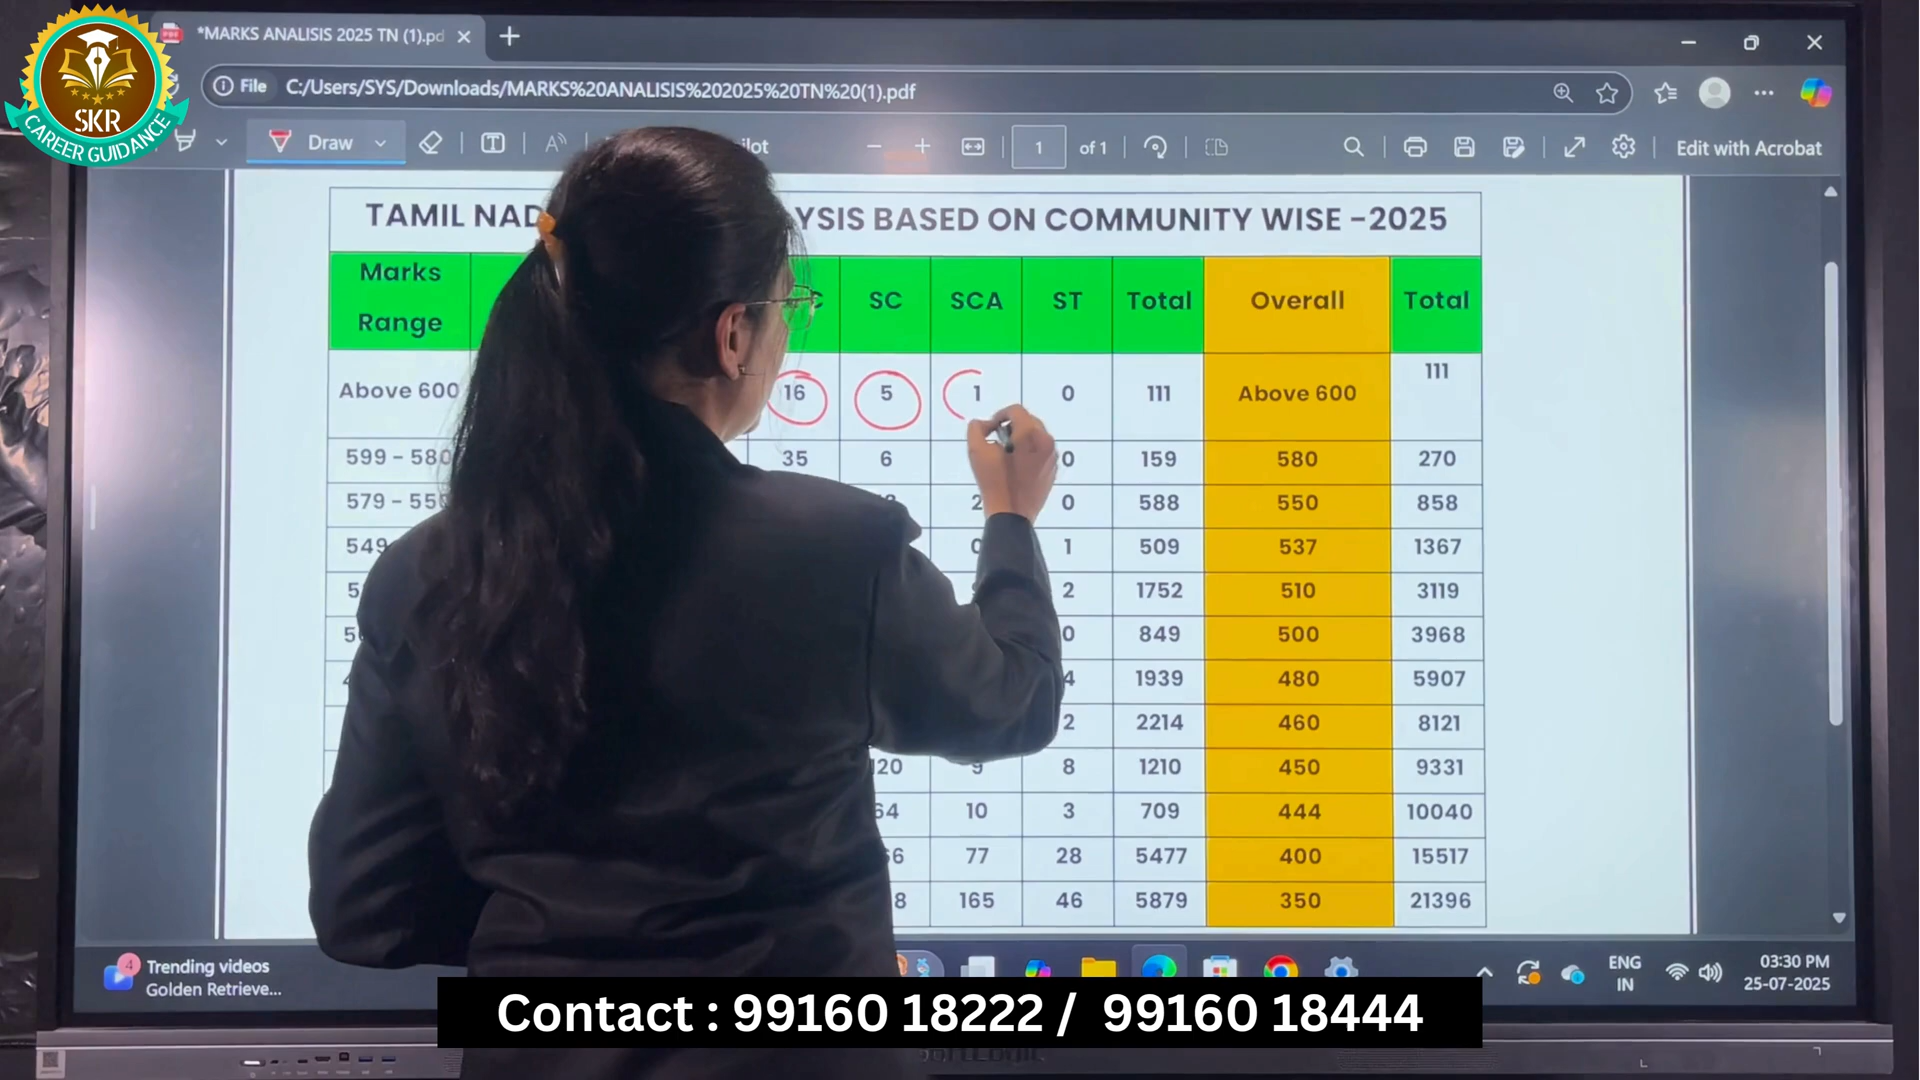 *MARKS ANALISIS 2025 TN (1).pd
SKR
CAREER GUIDANCE
File C:/Users/SYS/Downloads/MARKS%20ANALISIS%202025%20TN%20(1).pdf
Draw
1 of 1
Edit with Acrobat
TAMIL BASED ON COMMUNITY WISE -2025
Marks Range SC SCA ST Total Overall Total
Above 600 16 5 1 0 111 Above 600 111
599 - 580 35 6 0 159 580 270
579 - 550 2 0 588 550 858
549 1 509 537 1367
2 1752 510 3119
0 849 500 3968
4 1939 480 5907
2 2214 460 8121
120 9 8 1210 450 9331
10 3 709 444 10040
77 28 5477 400 15517
165 46 5879 350 21396
4 Trending videos
Golden Retrieve...
ENG
IN
03:30 PM
25-07-2025
Contact : 99160 18222 / 99160 18444